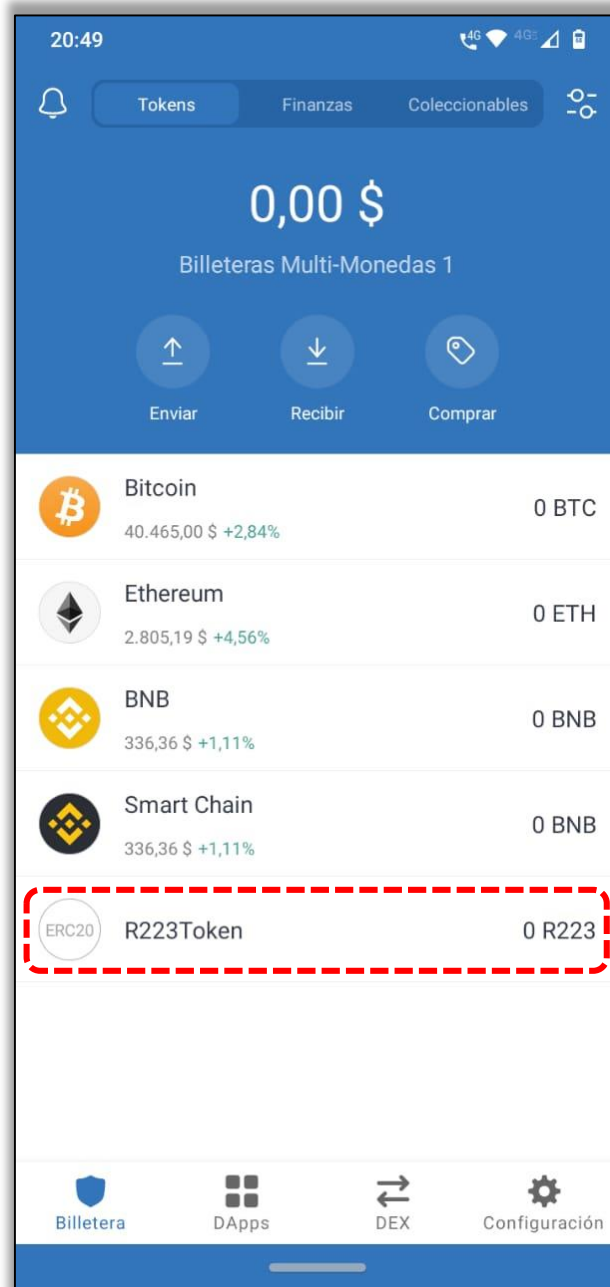 20:49
4G 4G
Tokens Finanzas Coleccionables
0,00 $
Billeteras Multi-Monedas 1
Enviar Recibir Comprar
Bitcoin
0 BTC
40.465,00 $ +2,84%
Ethereum
0 ETH
2.805,19 $ +4,56%
BNB
0 BNB
336,36 $ +1,11%
Smart Chain
0 BNB
336,36 $ +1,11%
ERC20 R223Token 0 R223
Billetera DApps DEX Configuración